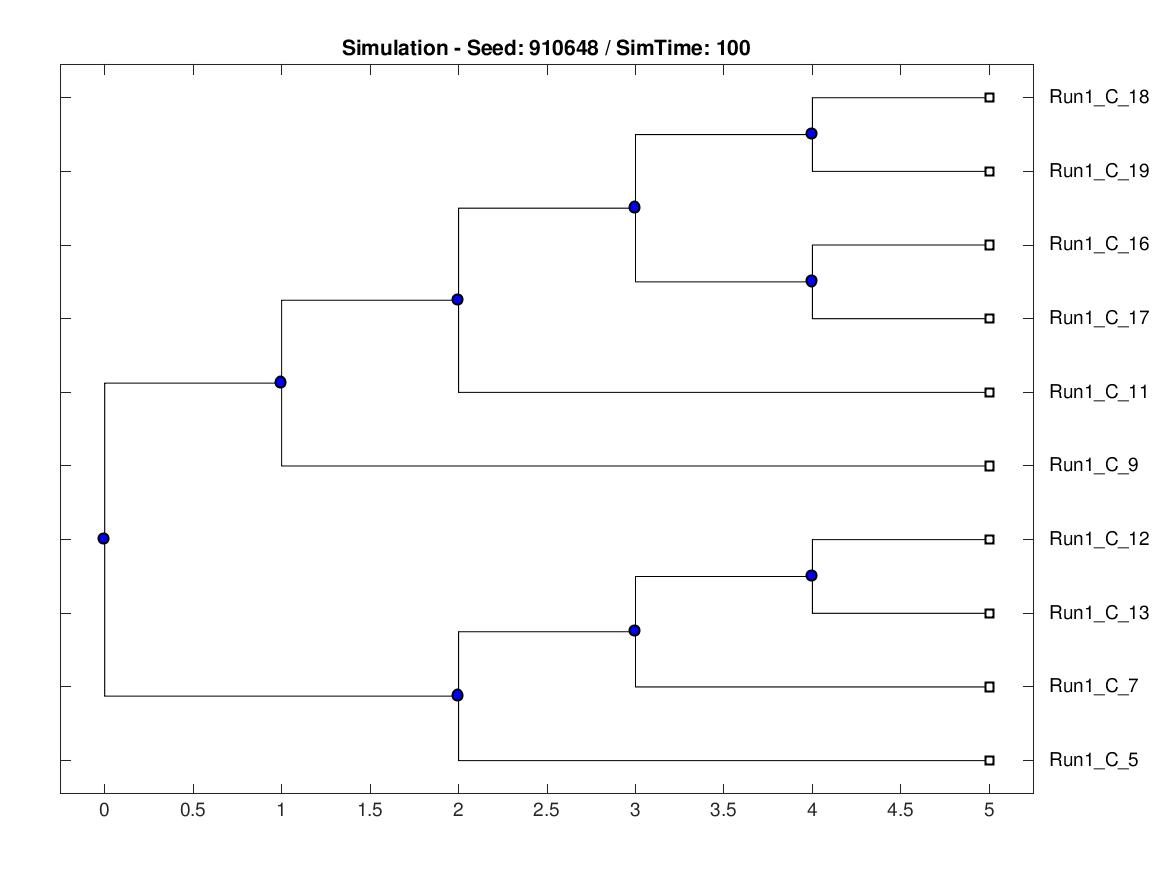 Simulation - Seed: 910648 / SimTime: 100
Run1_C_18
Run1_C_19
Run1_C_16
Run1_C_17
Run1_C_11
Run1_C_9
Run1_C_12
Run1_C_13
Run1_C_7
Run1_C_5
0 0.5 1 1.5 2 2.5 3 3.5 4 4.5 5